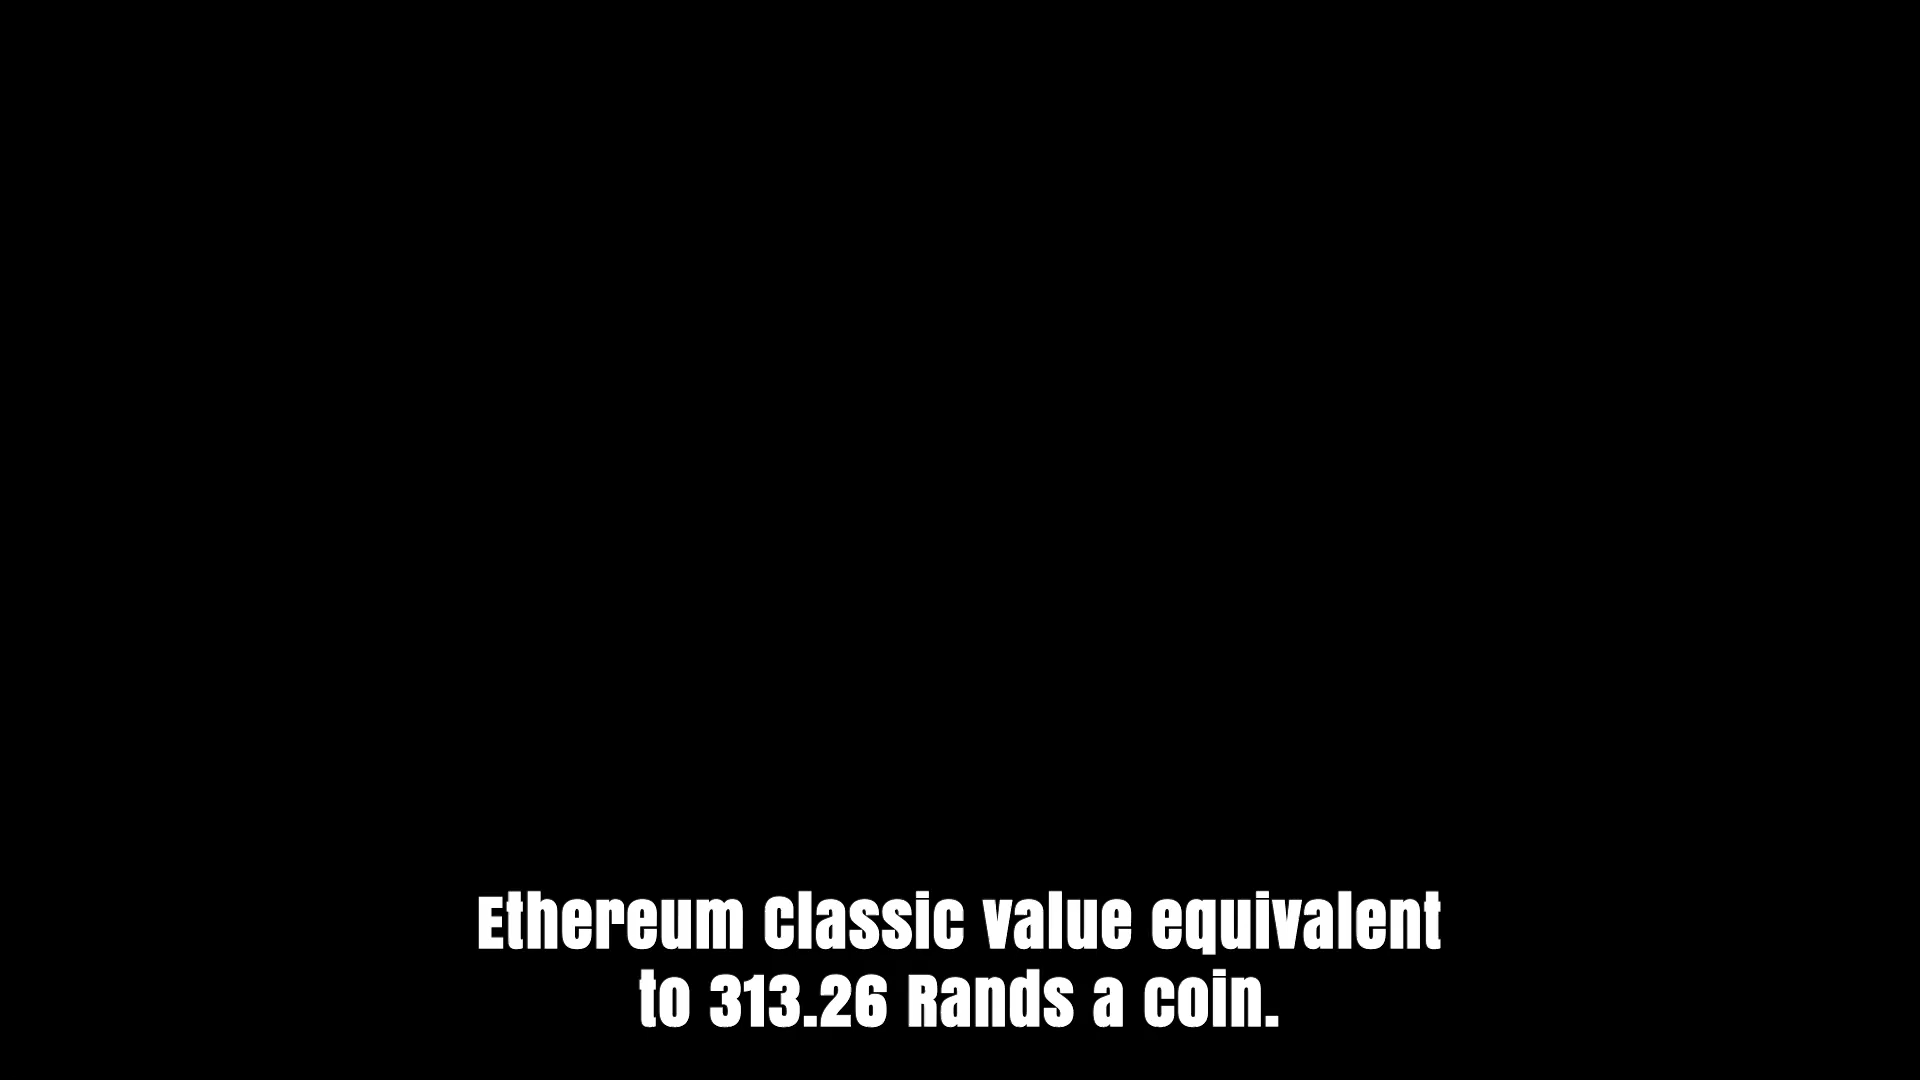 Ethereum Classic value equivalent
to 313.26 Rands a coin.